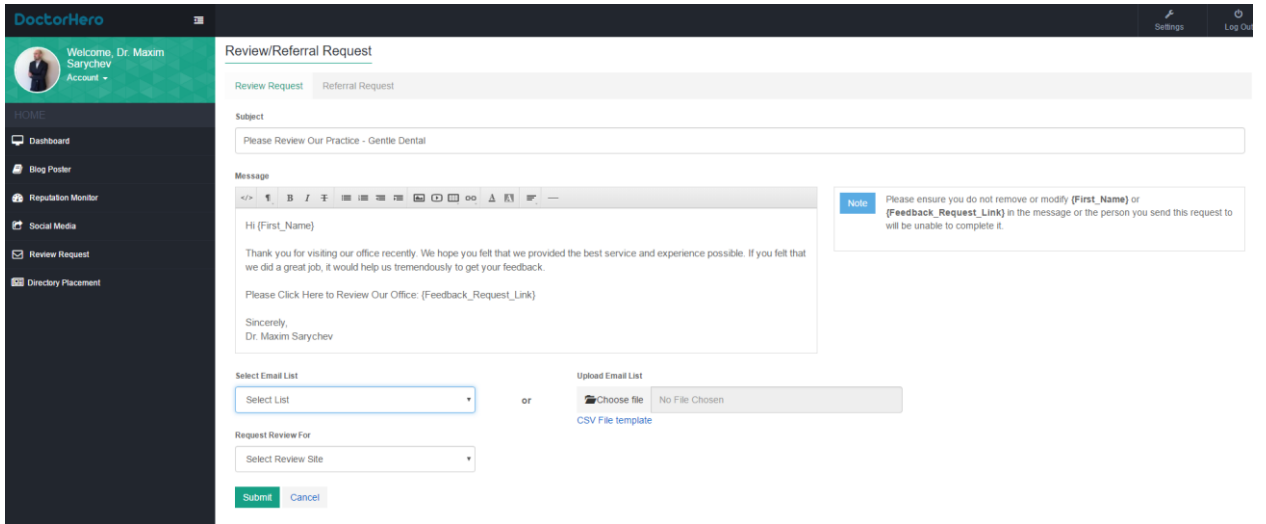 DoctorHero
Settings
Log Out
Welcome, Dr. Maxim
Sarychev
Account
HOME
Dashboard
Blog Poster
Reputation Monitor
Social Media
Review Request
Directory Placement
Review/Referral Request
Review Request Referral Request
Subject
Please Review Our Practice - Gentle Dental
Message
B I T A A
Hi {First_Name}
Thank you for visiting our office recently. We hope you felt that we provided the best service and experience possible. If you felt that
we did a great job, it would help us tremendously to get your feedback.
Please Click Here to Review Our Office: {Feedback_Request_Link}
Sincerely,
Dr. Maxim Sarychev
Note
Please ensure you do not remove or modify {First_Name} or
{Feedback_Request_Link} in the message or the person you send this request to
will be unable to complete it.
Select Email List
Select List
or
Upload Email List
Choose file No File Chosen
CSV File template
Request Review For
Select Review Site
Submit Cancel